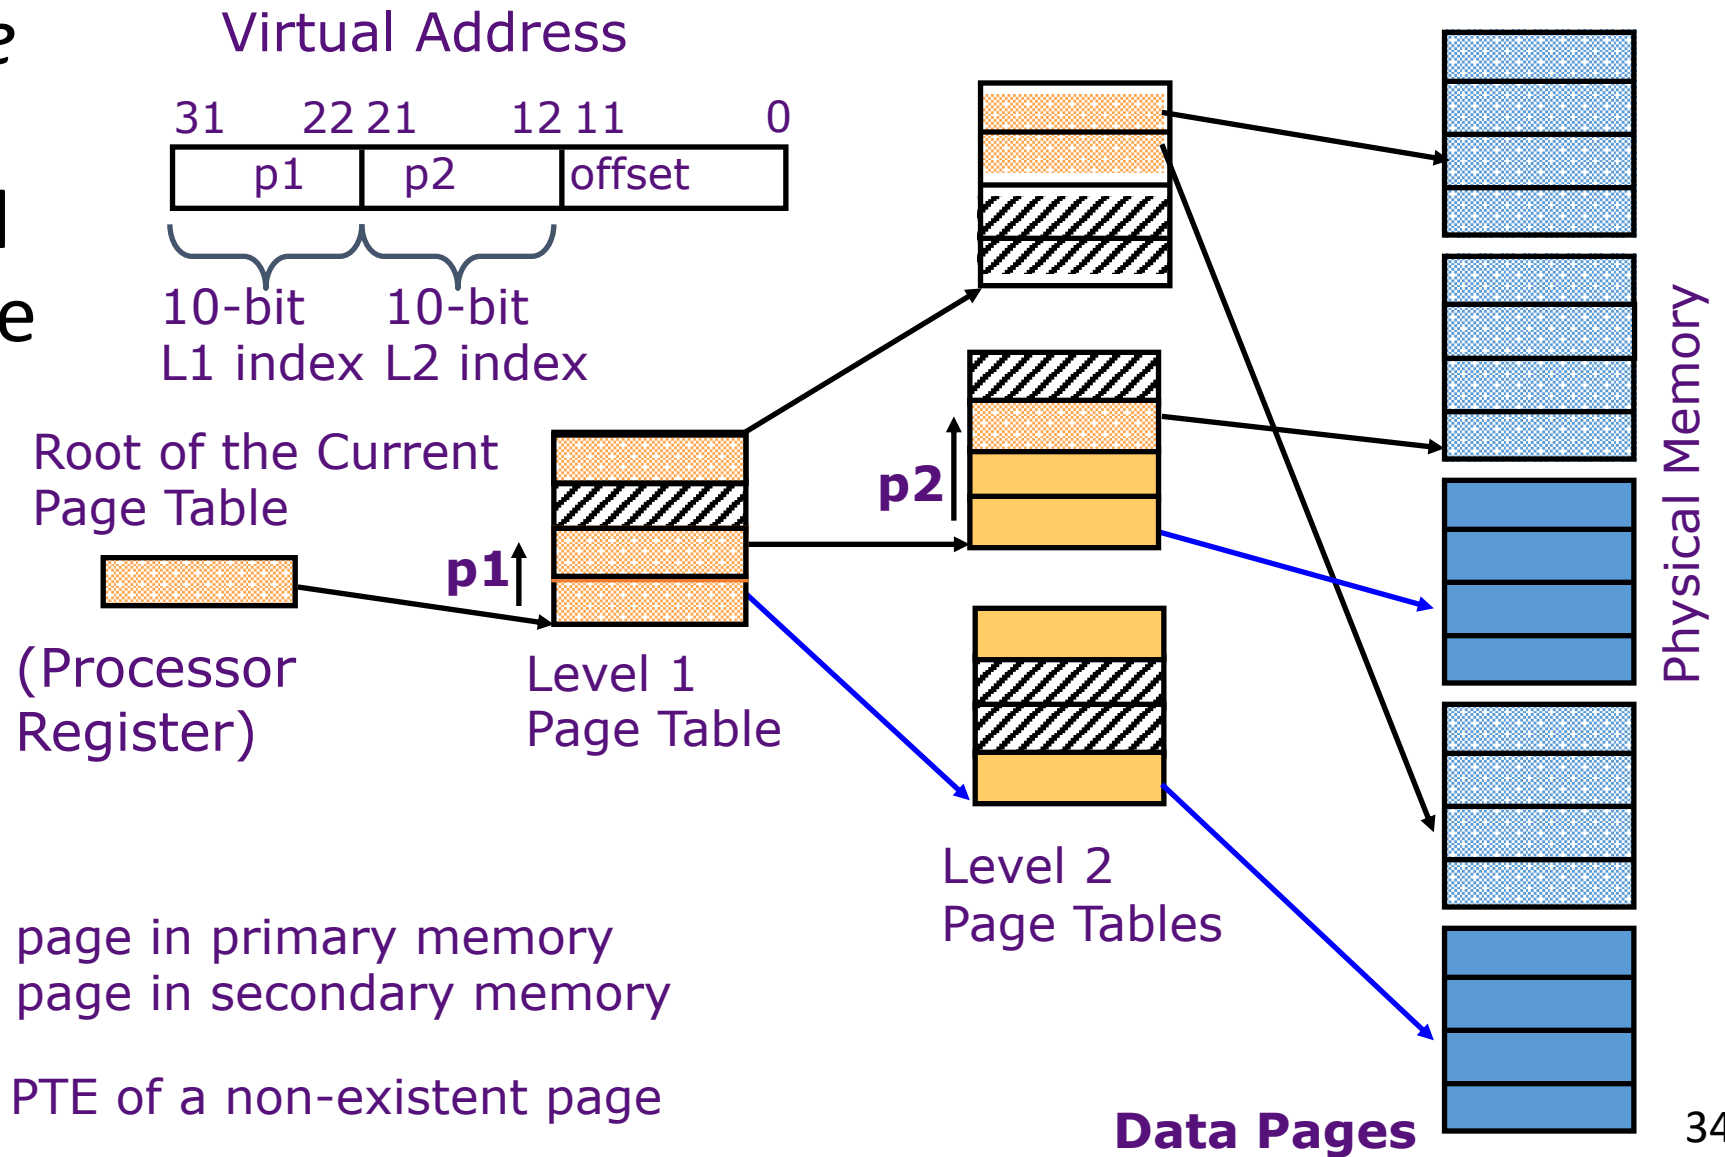 e
l
e
Virtual Address
31 22 21 12 11 0
p1 p2 offset
10-bit 10-bit
L1 index L2 index
Root of the Current
Page Table
(Processor
Register)
p1
Level 1
Page Table
p2
Level 2
Page Tables
Physical Memory
page in primary memory
page in secondary memory
PTE of a non-existent page
Data Pages
34